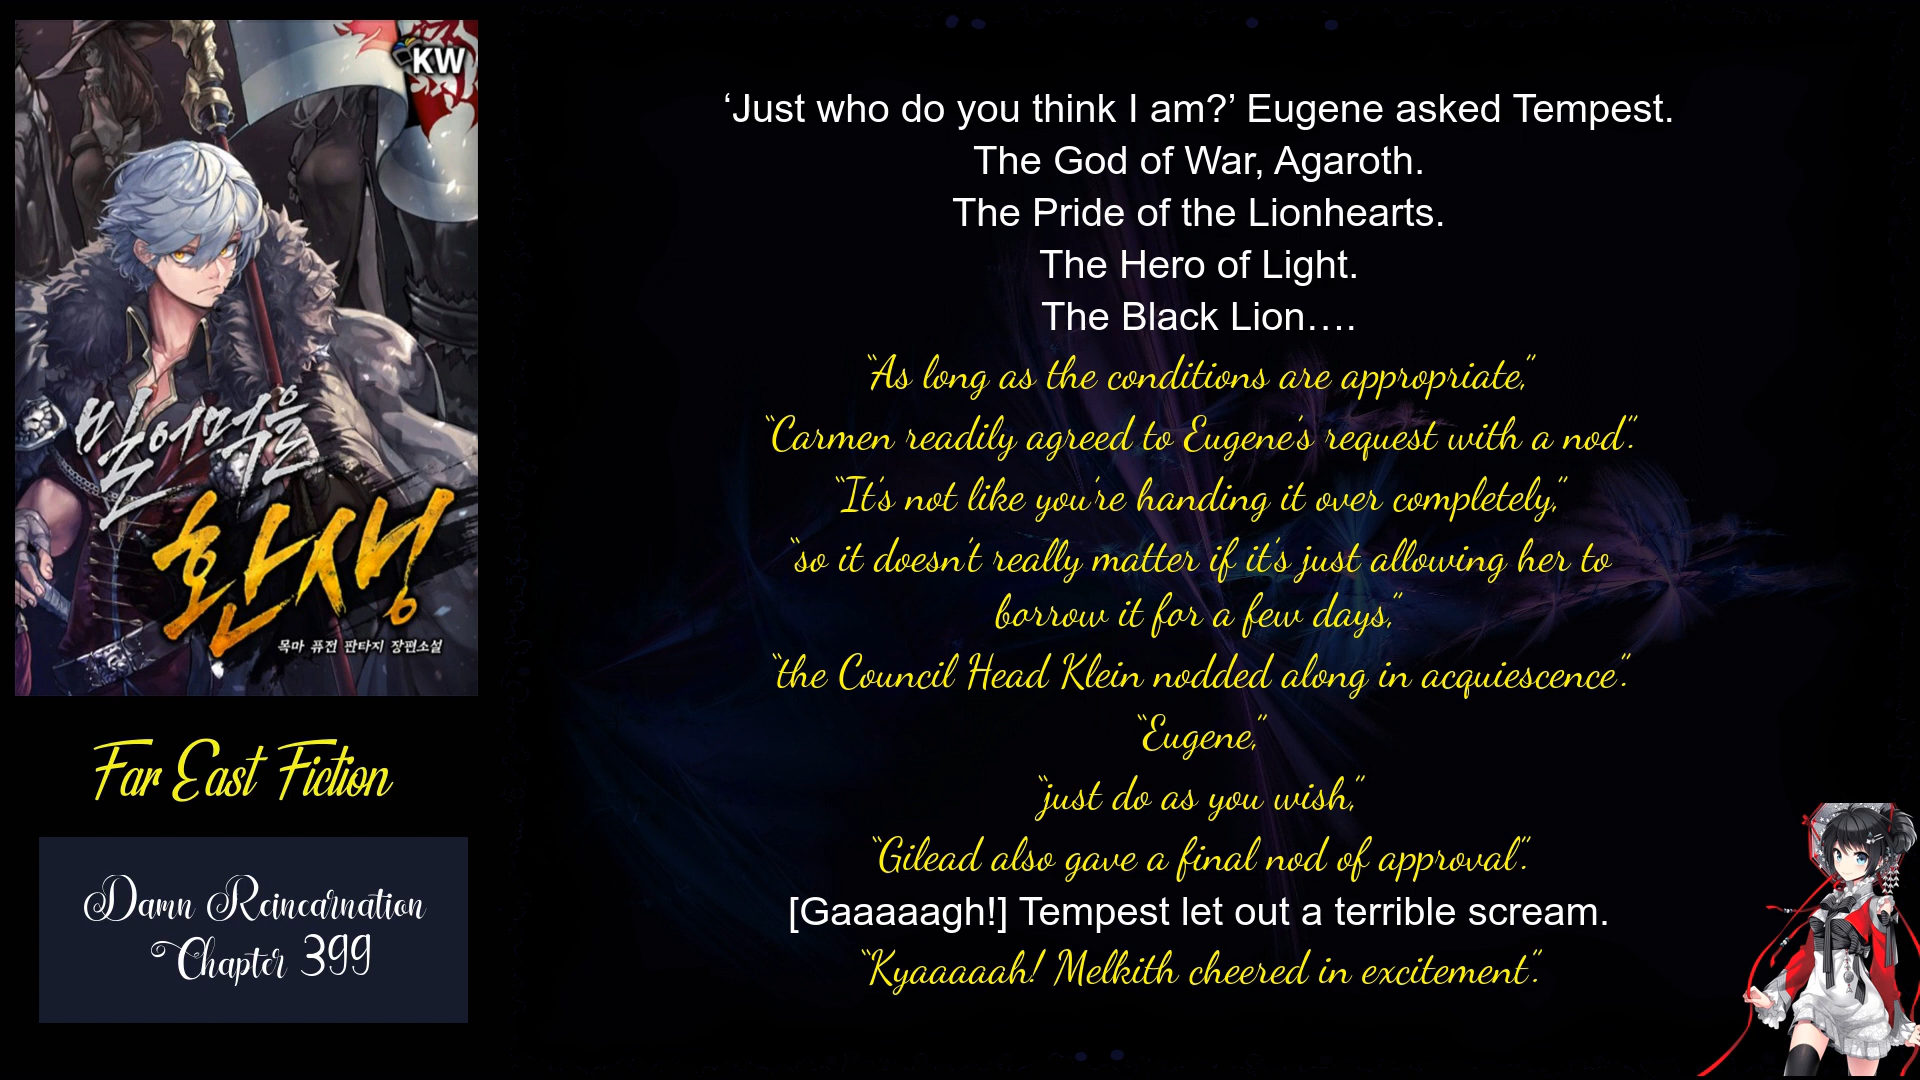 KW
빌어먹을
환생
목마 퓨전 판타지 장편소설
Far East Fiction
Damn Reincarnation
Chapter 399
‘Just who do you think I am?’ Eugene asked Tempest.
The God of War, Agaroth.
The Pride of the Lionhearts.
The Hero of Light.
The Black Lion….
“As long as the conditions are appropriate,”
“Carmen readily agreed to Eugene’s request with a nod”.
“It’s not like you’re handing it over completely,”
“so it doesn’t really matter if it’s just allowing her to
borrow it for a few days,”
“the Council Head Klein nodded along in acquiescence”.
“Eugene,”
“just do as you wish,”
“Gilead also gave a final nod of approval”.
[Gaaaaagh!] Tempest let out a terrible scream.
“Kyaaaaah! Melkith cheered in excitement”.